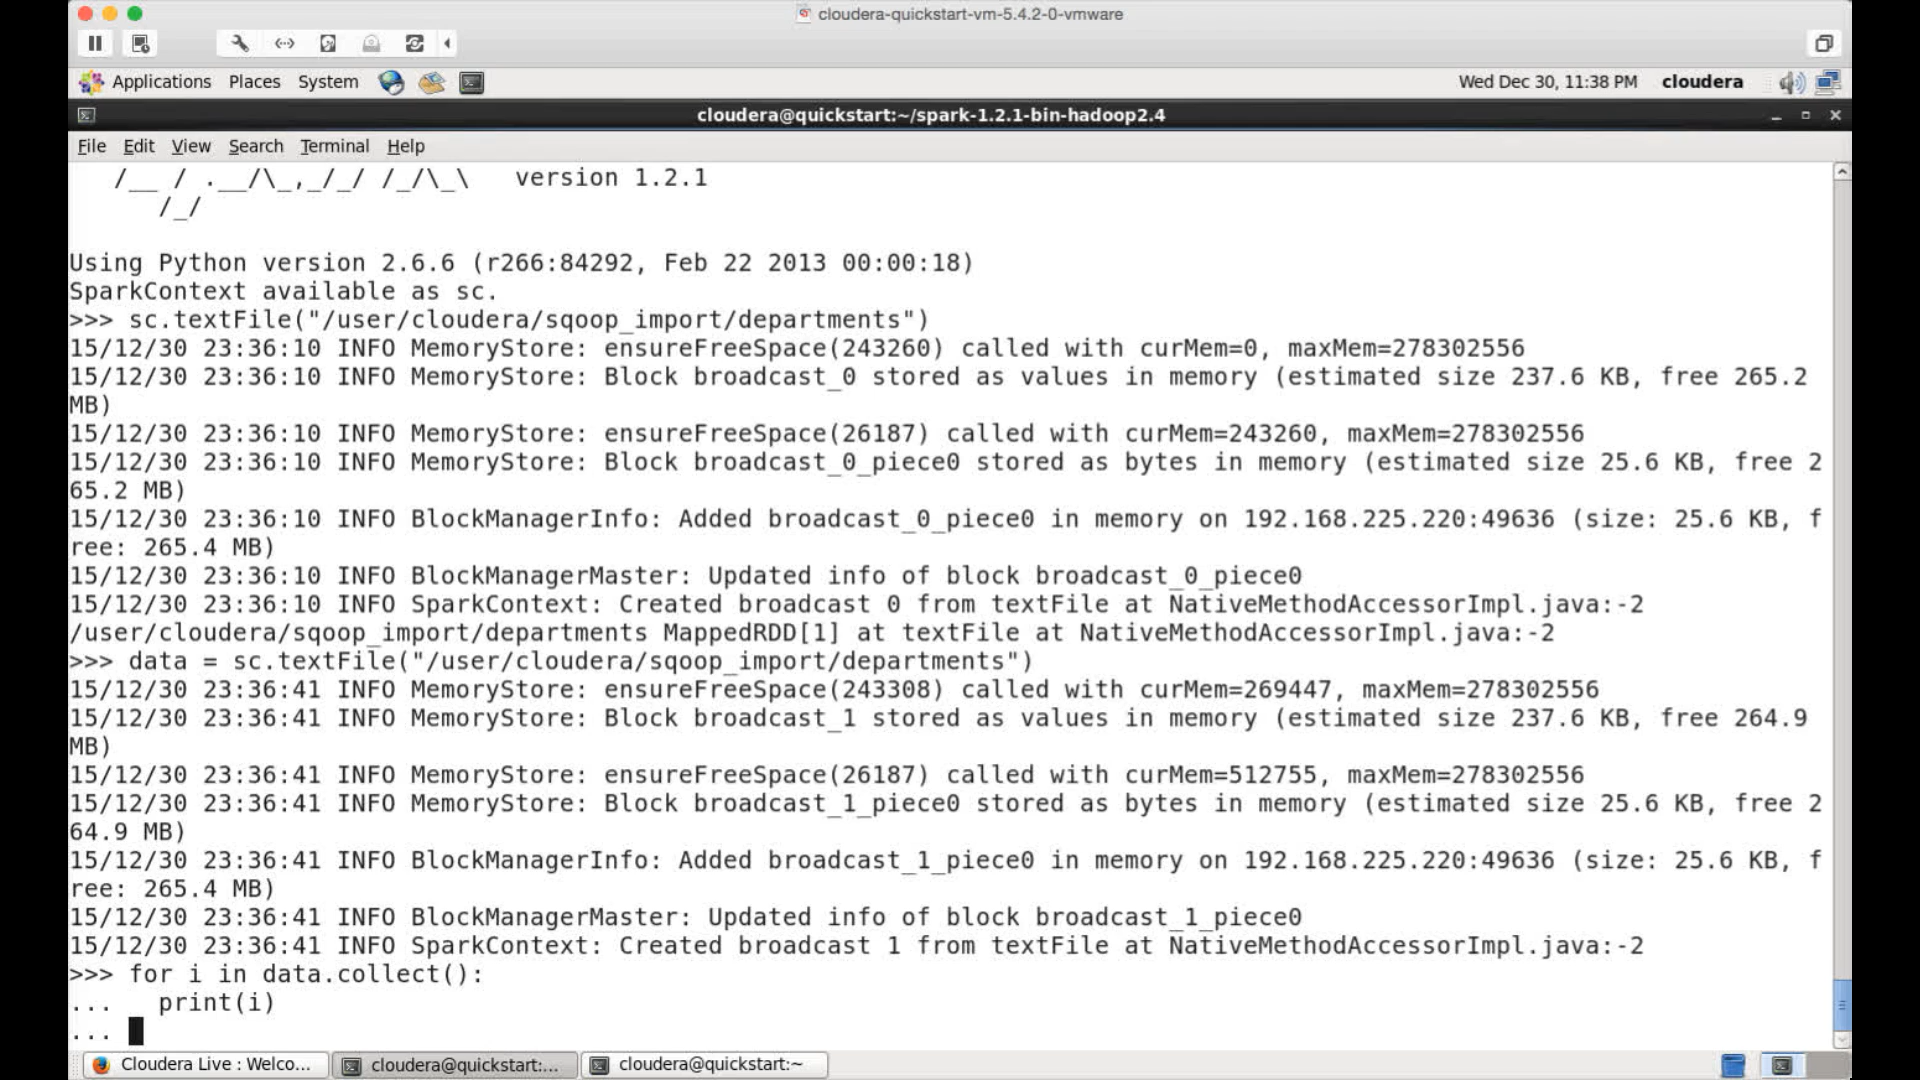 cloudera-quickstart-vm-5.4.2-0-vmware
Applications Places System Wed Dec 30, 11:38 PM cloudera
cloudera@quickstart:~/spark-1.2.1-bin-hadoop2.4
File Edit View Search Terminal Help
   /__ / .__/\_,_/_/ /_/\_\   version 1.2.1
      /_/
Using Python version 2.6.6 (r266:84292, Feb 22 2013 00:00:18)
SparkContext available as sc.
>>> sc.textFile("/user/cloudera/sqoop_import/departments")
15/12/30 23:36:10 INFO MemoryStore: ensureFreeSpace(243260) called with curMem=0, maxMem=278302556
15/12/30 23:36:10 INFO MemoryStore: Block broadcast_0 stored as values in memory (estimated size 237.6 KB, free 265.2
MB)
15/12/30 23:36:10 INFO MemoryStore: ensureFreeSpace(26187) called with curMem=243260, maxMem=278302556
15/12/30 23:36:10 INFO MemoryStore: Block broadcast_0_piece0 stored as bytes in memory (estimated size 25.6 KB, free 2
65.2 MB)
15/12/30 23:36:10 INFO BlockManagerInfo: Added broadcast_0_piece0 in memory on 192.168.225.220:49636 (size: 25.6 KB, f
ree: 265.4 MB)
15/12/30 23:36:10 INFO BlockManagerMaster: Updated info of block broadcast_0_piece0
15/12/30 23:36:10 INFO SparkContext: Created broadcast 0 from textFile at NativeMethodAccessorImpl.java:-2
/user/cloudera/sqoop_import/departments MappedRDD[1] at textFile at NativeMethodAccessorImpl.java:-2
>>> data = sc.textFile("/user/cloudera/sqoop_import/departments")
15/12/30 23:36:41 INFO MemoryStore: ensureFreeSpace(243308) called with curMem=269447, maxMem=278302556
15/12/30 23:36:41 INFO MemoryStore: Block broadcast_1 stored as values in memory (estimated size 237.6 KB, free 264.9
MB)
15/12/30 23:36:41 INFO MemoryStore: ensureFreeSpace(26187) called with curMem=512755, maxMem=278302556
15/12/30 23:36:41 INFO MemoryStore: Block broadcast_1_piece0 stored as bytes in memory (estimated size 25.6 KB, free 2
64.9 MB)
15/12/30 23:36:41 INFO BlockManagerInfo: Added broadcast_1_piece0 in memory on 192.168.225.220:49636 (size: 25.6 KB, f
ree: 265.4 MB)
15/12/30 23:36:41 INFO BlockManagerMaster: Updated info of block broadcast_1_piece0
15/12/30 23:36:41 INFO SparkContext: Created broadcast 1 from textFile at NativeMethodAccessorImpl.java:-2
>>> for i in data.collect():
...   print(i)
...
Cloudera Live : Welco... cloudera@quickstart:... cloudera@quickstart:~